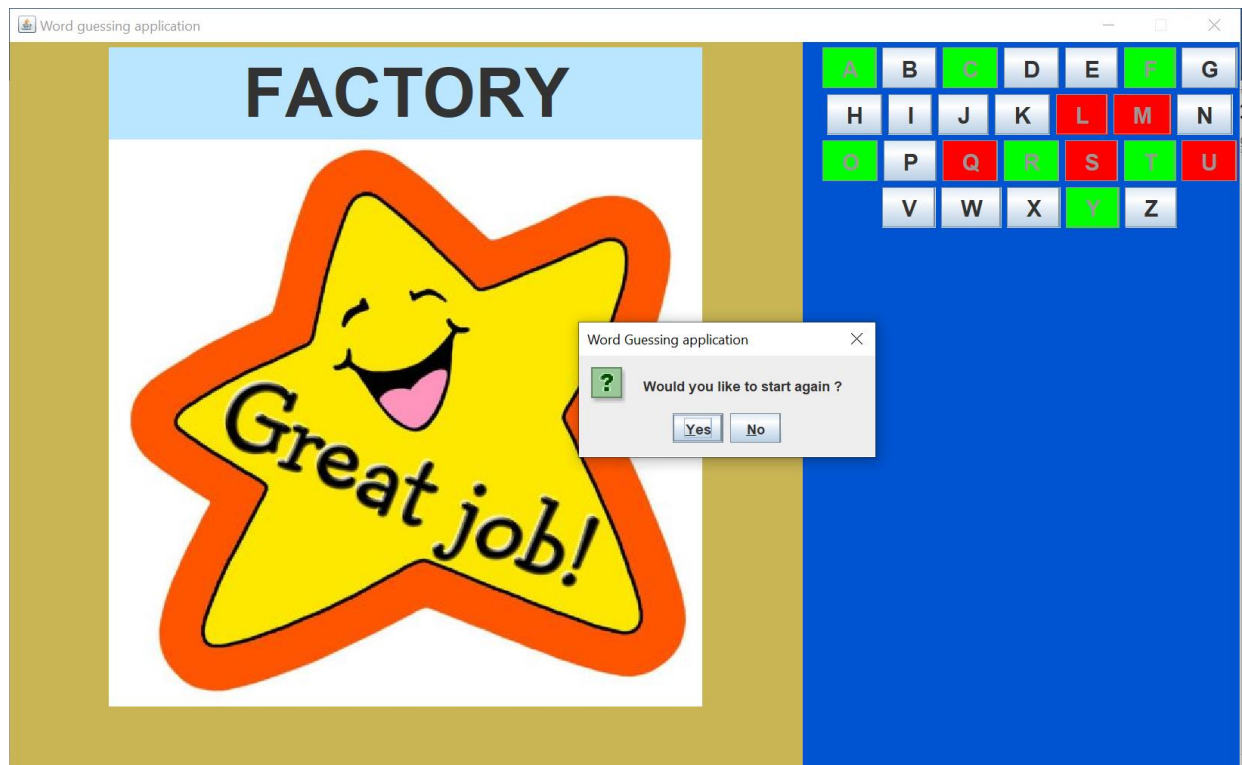 Word guessing application
FACTORY
A B C D E F G
H I J K L M N
O P Q R S T U
V W X Y Z
Great job!
Word Guessing application
? Would you like to start again ?
Yes No